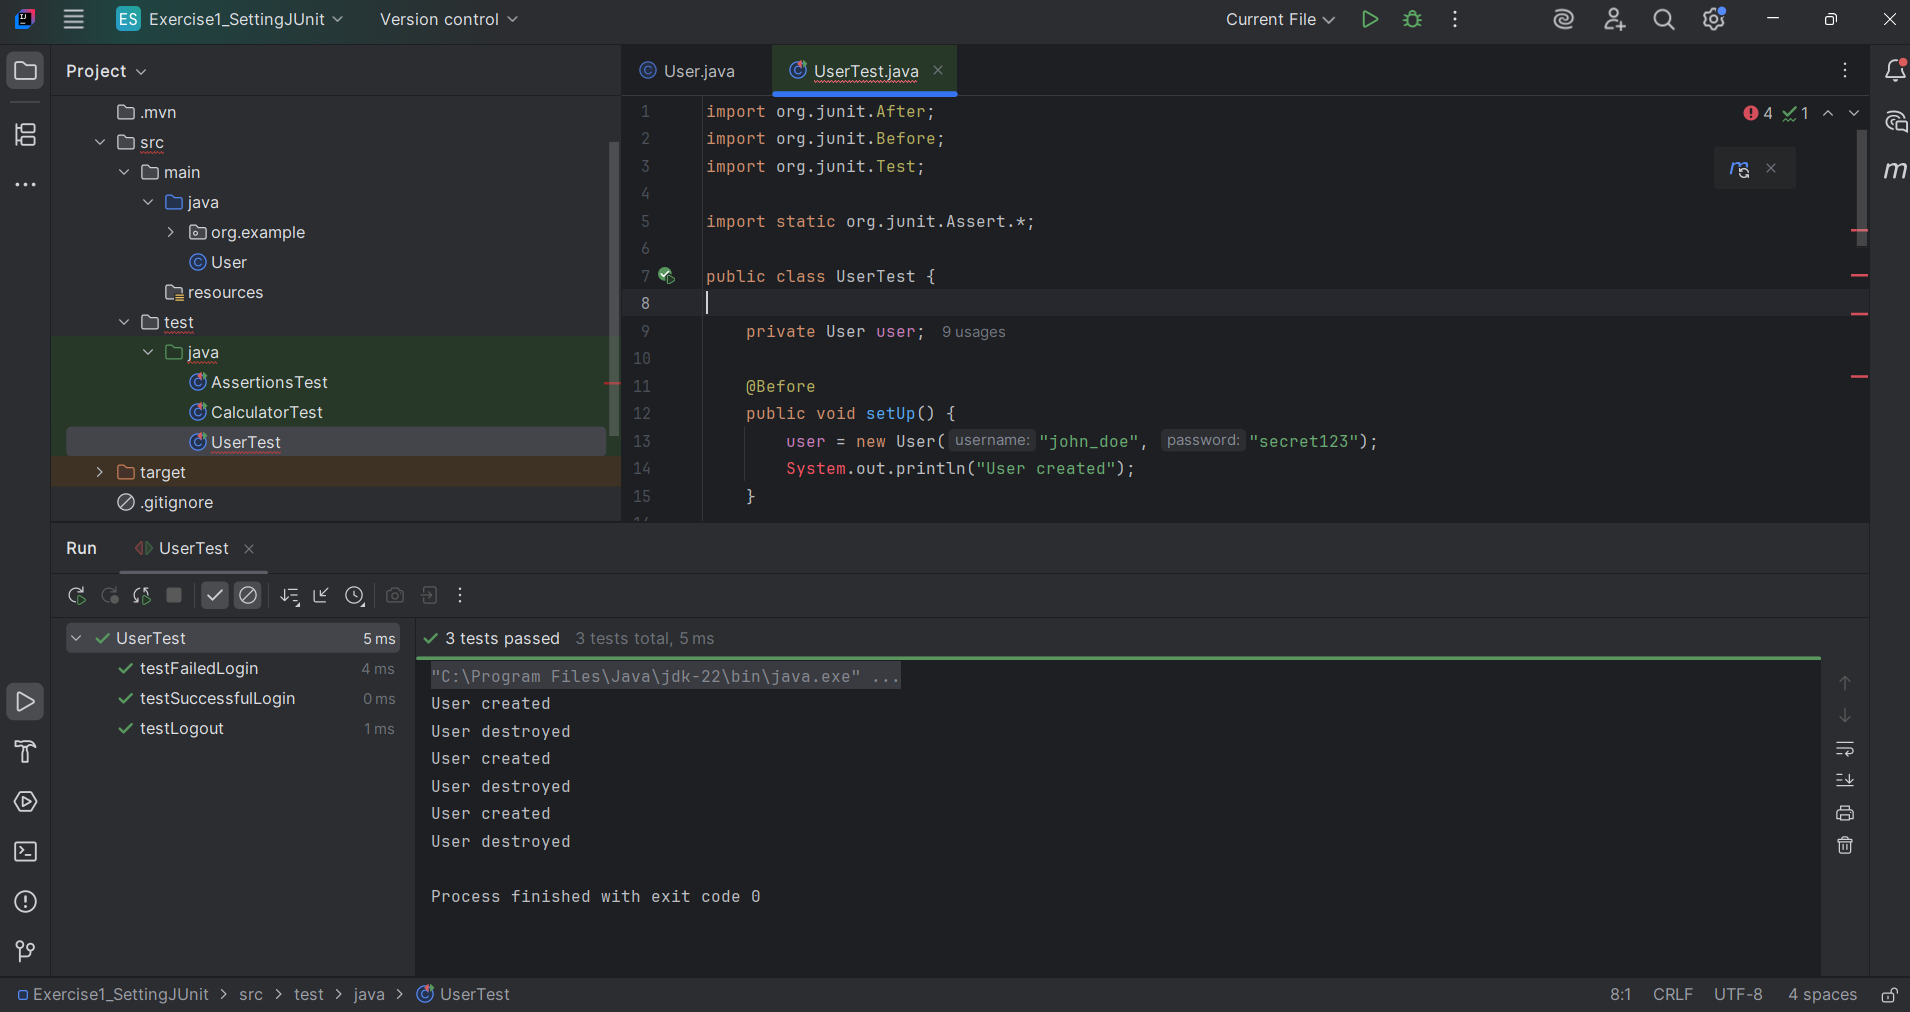 ES Exercise1_SettingJUnit Version control Current File
Project
.mvn
src
main
java
org.example
User
resources
test
java
AssertionsTest
CalculatorTest
UserTest
target
.gitignore
User.java UserTest.java
4 1
1 import org.junit.After;
2 import org.junit.Before;
3 import org.junit.Test;
4
5 import static org.junit.Assert.*;
6
7 public class UserTest {
8
9 private User user; 9 usages
10
11 @Before
12 public void setUp() {
13 user = new User( username: "john_doe", password: "secret123");
14 System.out.println("User created");
15 }
m
Run UserTest
UserTest 5 ms
testFailedLogin 4 ms
testSuccessfulLogin 0 ms
testLogout 1 ms
3 tests passed 3 tests total, 5 ms
"C:\Program Files\Java\jdk-22\bin\java.exe" ...
User created
User destroyed
User created
User destroyed
User created
User destroyed
Process finished with exit code 0
Exercise1_SettingJUnit > src > test > java > UserTest
8:1 CRLF UTF-8 4 spaces